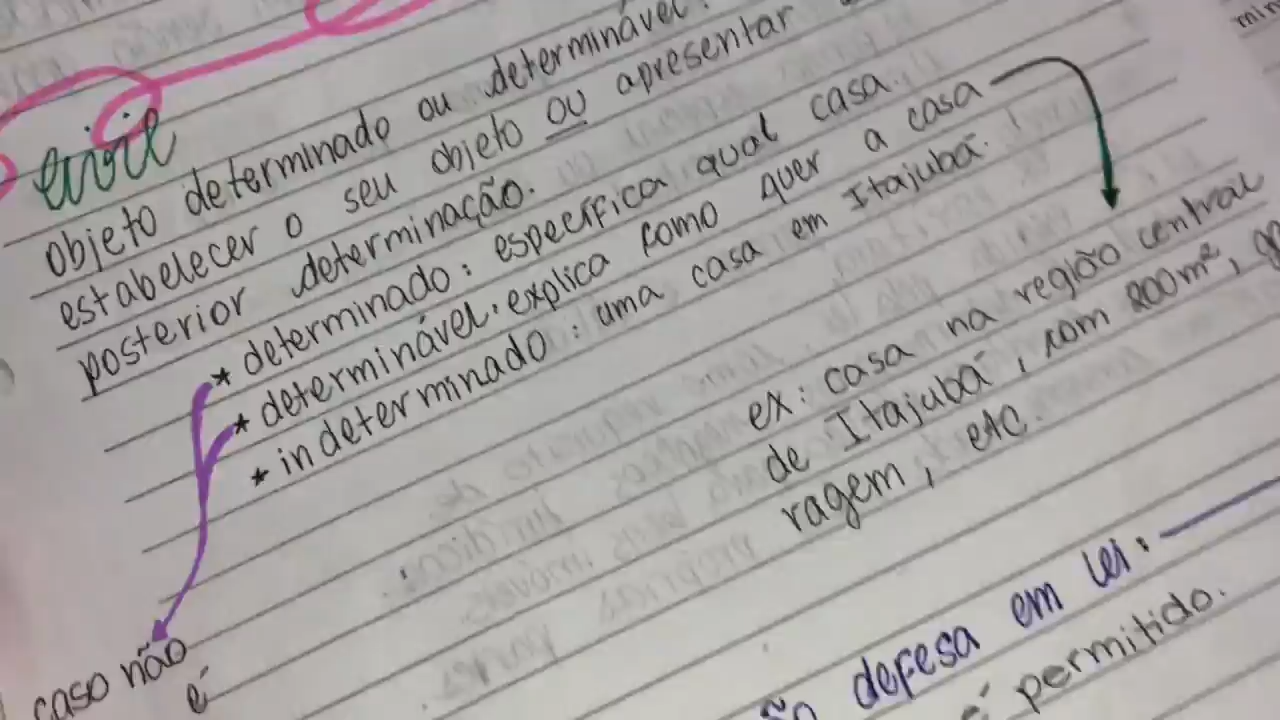 civil
objeto determinado ou determinável:
estabelecer o seu objeto ou apresentar
posterior determinação.
* determinado: específica qual casa.
* determinável: explica como quer a casa
* indeterminado: uma casa em Itajubá.
ex: casa na região central
de Itajubá, com 200m², ga
ragem, etc.
caso não
é
defesa em lei:
é permitido.